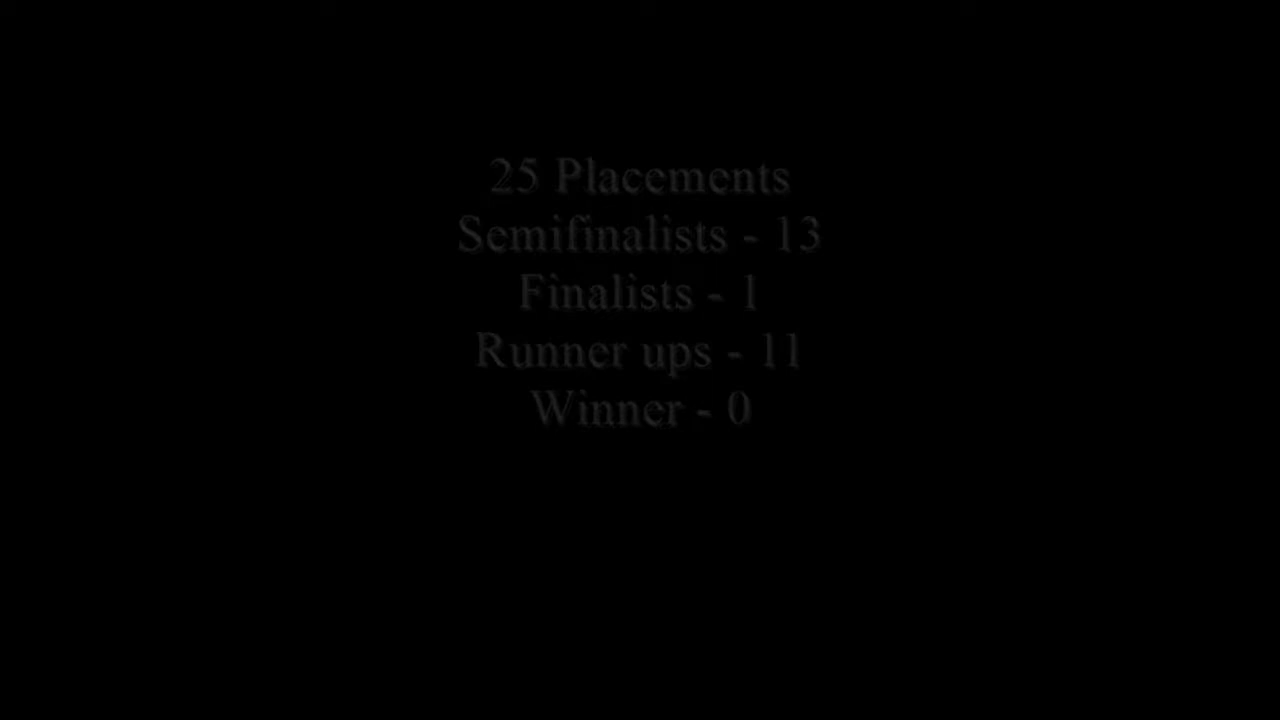 25 Placements
Semifinalists - 13
Finalists - 1
Runner ups - 11
Winner - 0